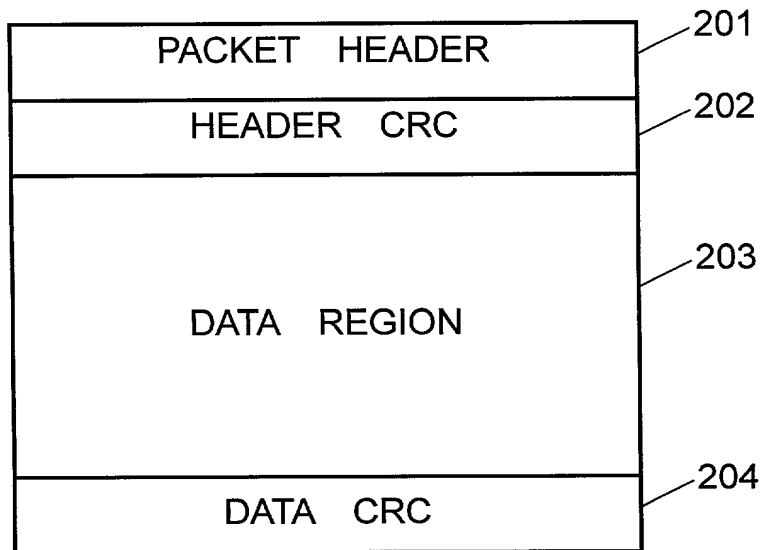 201
PACKET HEADER
202
HEADER CRC
203
DATA REGION
204
DATA CRC